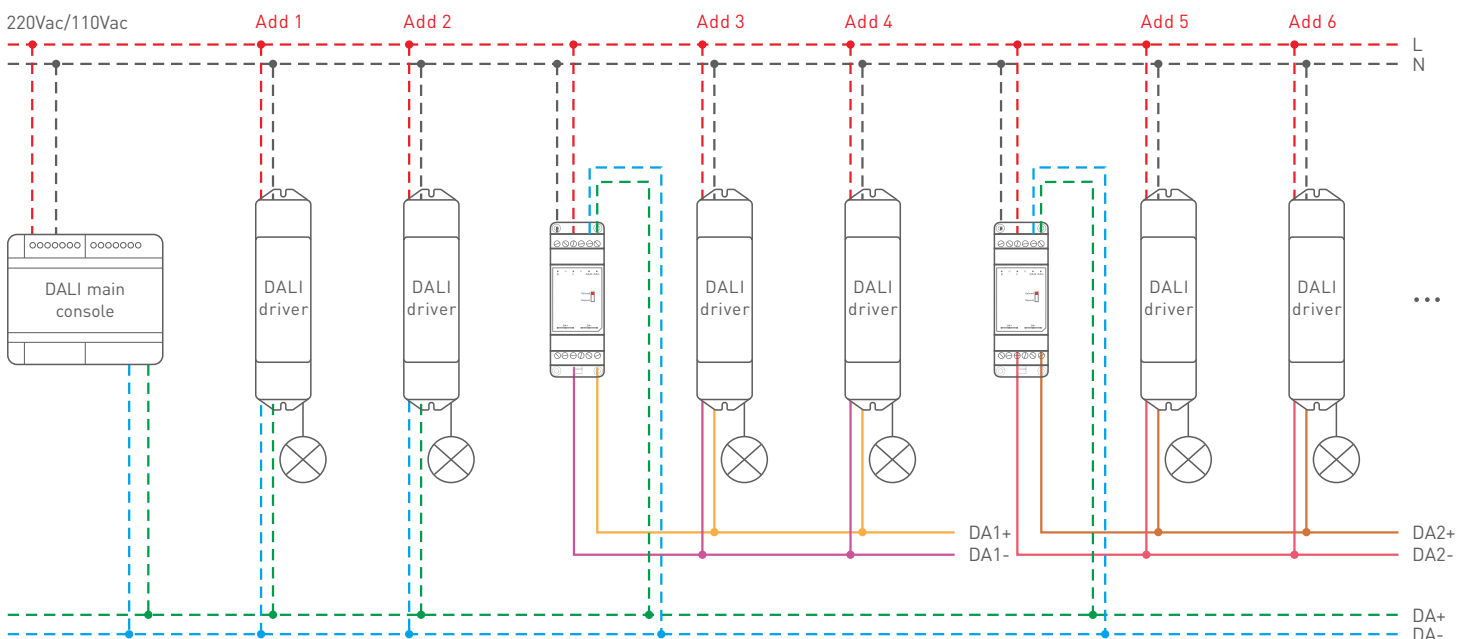 220Vac/110Vac
Add 1
Add 2
Add 3
Add 4
Add 5
Add 6
L
N
DALI main
console
DALI
driver
DALI
driver
DALI
driver
DALI
driver
DALI
driver
DALI
driver
...
DA1+
DA1-
DA2+
DA2-
DA+
DA-